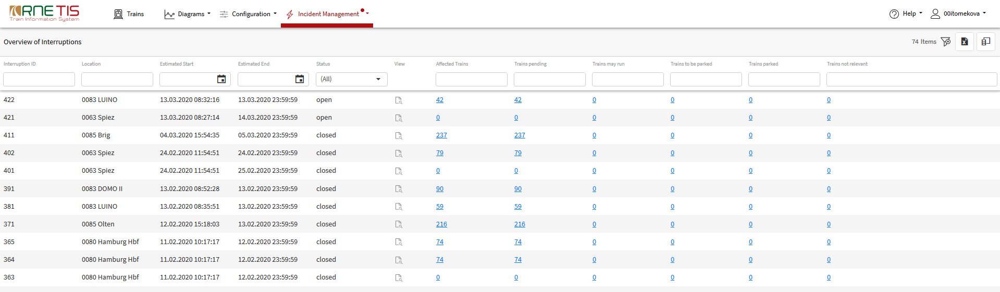 RNE TIS
Train Information System
Trains Diagrams Configuration Incident Management Help 00itomekova
Overview of Interruptions 74 Items
Interruption ID Location Estimated Start Estimated End Status View Affected Trains Trains pending Trains may run Trains to be parked Trains parked Trains not relevant
(All)
422 0083 LUINO 13.03.2020 08:32:16 13.03.2020 23:59:59 open 42 42 0 0 0 0
421 0063 Spiez 13.03.2020 08:27:14 14.03.2020 23:59:59 open 0 0 0 0 0 0
411 0085 Brig 04.03.2020 15:54:35 05.03.2020 23:59:59 closed 237 237 0 0 0 0
402 0063 Spiez 24.02.2020 11:54:51 24.02.2020 23:59:59 closed 79 79 0 0 0 0
401 0063 Spiez 24.02.2020 11:54:51 25.02.2020 23:59:59 closed 0 0 0 0 0 0
391 0083 DOMO II 13.02.2020 08:52:28 13.02.2020 23:59:59 closed 90 90 0 0 0 0
381 0083 LUINO 13.02.2020 08:35:51 13.02.2020 23:59:59 closed 59 59 0 0 0 0
371 0085 Olten 12.02.2020 15:18:03 13.02.2020 23:59:59 closed 216 216 0 0 0 0
365 0080 Hamburg Hbf 11.02.2020 10:17:17 12.02.2020 23:59:59 closed 74 74 0 0 0 0
364 0080 Hamburg Hbf 11.02.2020 10:17:17 12.02.2020 23:59:59 closed 74 74 0 0 0 0
363 0080 Hamburg Hbf 11.02.2020 10:17:17 12.02.2020 23:59:59 closed 0 0 0 0 0 0